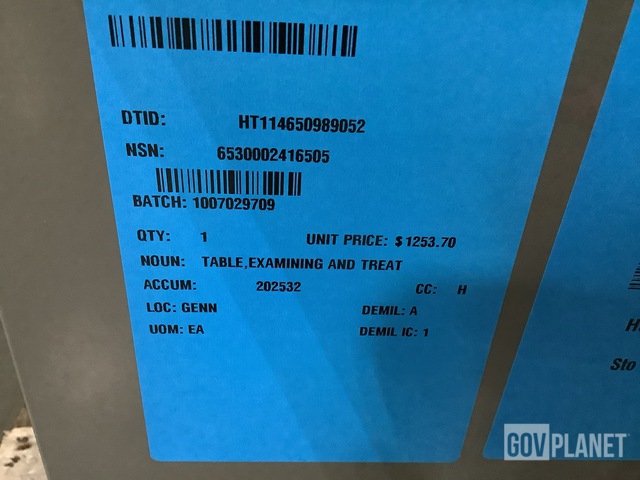 DTID: HT114650989052
NSN: 6530002416505
BATCH: 1007029709
QTY: 1 UNIT PRICE: $1253.70
NOUN: TABLE,EXAMINING AND TREAT
ACCUM: 202532 CC: H
LOC: GENN DEMIL: A
UOM: EA DEMIL IC: 1
Sto
GOVPLANET